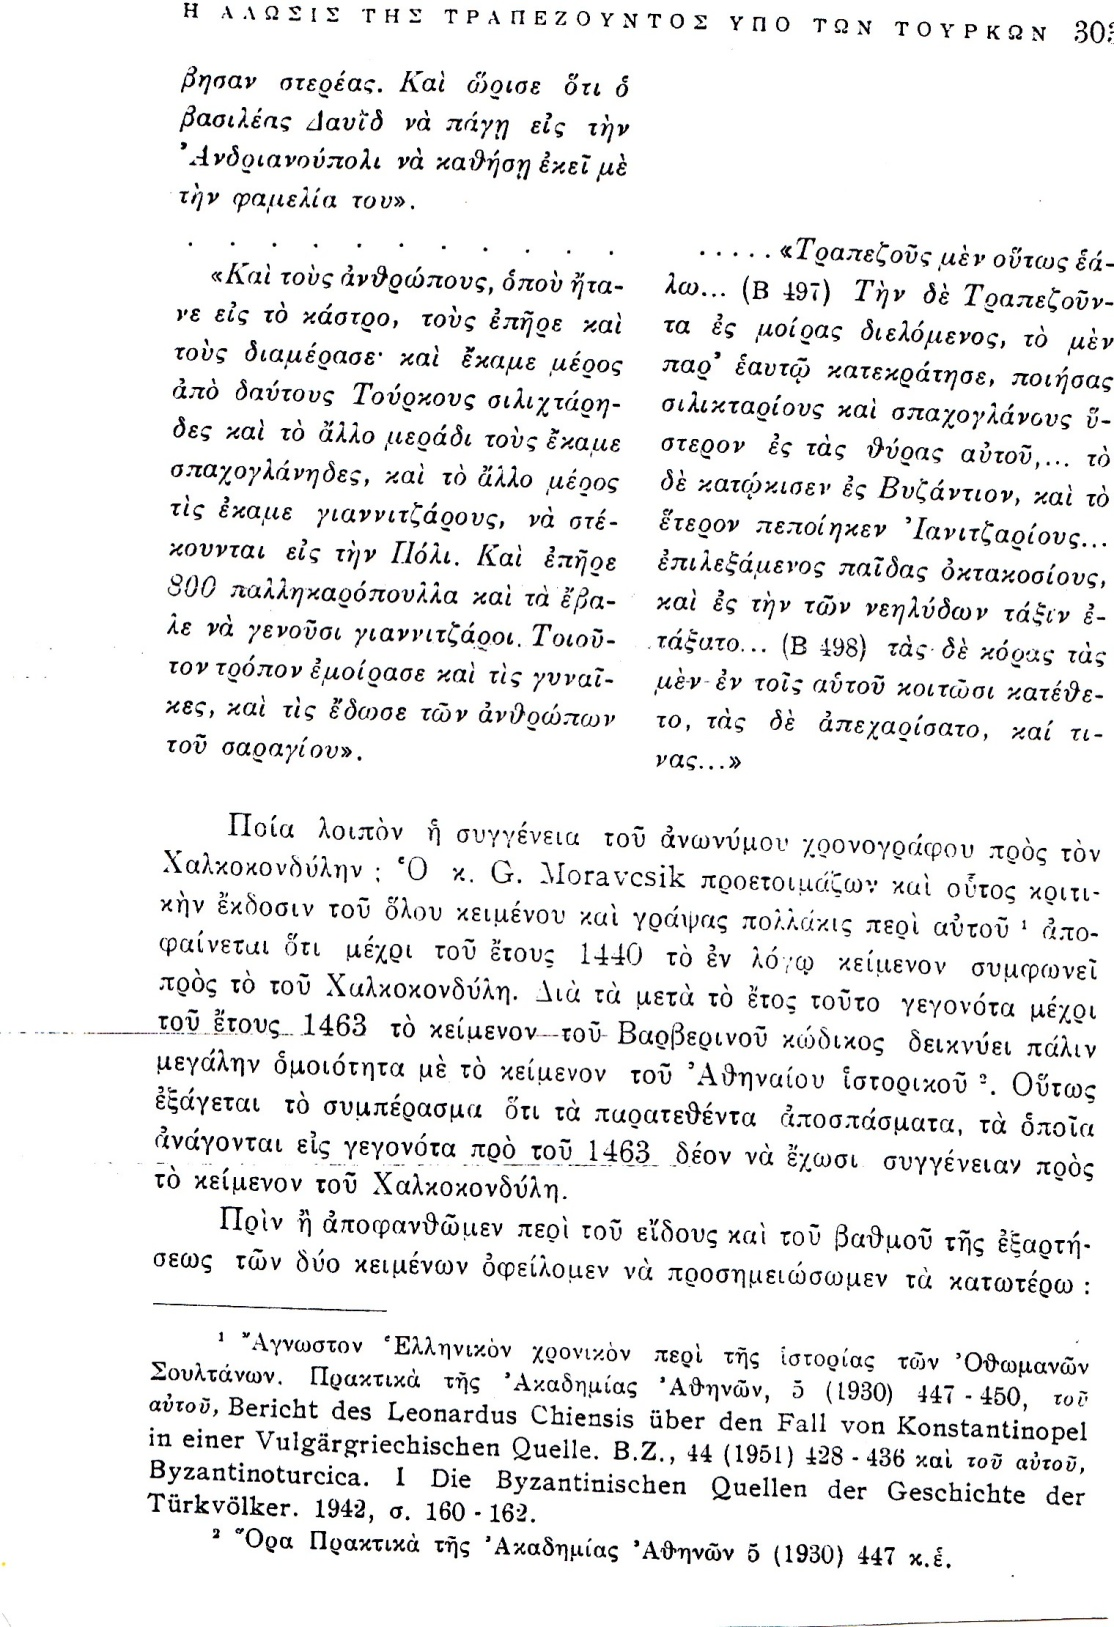 Η ΑΛΩΣΙΣ ΤΗΣ ΤΡΑΠΕΖΟΥΝΤΟΣ ΥΠΟ ΤΩΝ ΤΟΥΡΚΩΝ 303
βησαν στερέας. Καὶ ὥρισε ὅτι ὁ
βασιλέας Δαυῒδ νὰ πάγῃ εἰς τὴν
Ἀνδριανούπολι νὰ καθήσῃ ἐκεῖ μὲ
τὴν φαμελία του».
. . . . . . . . . . .
«Καὶ τοὺς ἀνθρώπους, ὁποὺ ἤτα-
νε εἰς τὸ κάστρο, τοὺς ἐπῆρε καὶ
τοὺς διαμέρασε· καὶ ἔκαμε μέρος
ἀπὸ δαύτους Τούρκους σιλιχτάρη-
δες καὶ τὸ ἄλλο μεράδι τοὺς ἔκαμε
σπαχογλάνηδες, καὶ τὸ ἄλλο μέρος
τὶς ἔκαμε γιαννιτζάρους, νὰ στέ-
κουνται εἰς τὴν Πόλι. Καὶ ἐπῆρε
800 παλληκαρόπουλλα καὶ τὰ ἔβα-
λε νὰ γενοῦσι γιαννιτζάροι. Τοιοῦ-
τον τρόπον ἐμοίρασε καὶ τὶς γυναῖ-
κες, καὶ τὶς ἔδωσε τῶν ἀνθρώπων
τοῦ σαραγίου».
. . . . . «Τραπεζοῦς μὲν οὕτως ἑά-
λω... (Β 497) Τὴν δὲ Τραπεζοῦν-
τα ἐς μοίρας διελόμενος, τὸ μὲν
παρ’ ἑαυτῷ κατεκράτησε, ποιήσας
σιλικταρίους καὶ σπαχογλάνους ὕ-
στερον ἐς τὰς θύρας αὐτοῦ,... τὸ
δὲ κατῴκισεν ἐς Βυζάντιον, καὶ τὸ
ἕτερον πεποίηκεν Ἰανιτζαρίους...
ἐπιλεξάμενος παῖδας ὀκτακοσίους,
καὶ ἐς τὴν τῶν νεηλύδων τάξιν ἐ-
τάξατο... (Β 498) τὰς δὲ κόρας τὰς
μὲν ἐν τοῖς αὑτοῦ κοιτῶσι κατέθε-
το, τὰς δὲ ἀπεχαρίσατο, καί τι-
νας...»
Ποία λοιπὸν ἡ συγγένεια τοῦ ἀνωνύμου χρονογράφου πρὸς τὸν
Χαλκοκονδύλην ; Ὁ κ. G. Moravcsik προετοιμάζων καὶ οὗτος κριτι-
κὴν ἔκδοσιν τοῦ ὅλου κειμένου καὶ γράψας πολλάκις περὶ αὐτοῦ ¹ ἀπο-
φαίνεται ὅτι μέχρι τοῦ ἔτους 1440 τὸ ἐν λόγῳ κείμενον συμφωνεῖ
πρὸς τὸ τοῦ Χαλκοκονδύλη. Διὰ τὰ μετὰ τὸ ἔτος τοῦτο γεγονότα μέχρι
τοῦ ἔτους 1463 τὸ κείμενον τοῦ Βαρβερινοῦ κώδικος δεικνύει πάλιν
μεγάλην ὁμοιότητα μὲ τὸ κείμενον τοῦ Ἀθηναίου ἱστορικοῦ ². Οὕτως
ἐξάγεται τὸ συμπέρασμα ὅτι τὰ παρατεθέντα ἀποσπάσματα, τὰ ὁποῖα
ἀνάγονται εἰς γεγονότα πρὸ τοῦ 1463 δέον νὰ ἔχωσι συγγένειαν πρὸς
τὸ κείμενον τοῦ Χαλκοκονδύλη.
Πρὶν ἢ ἀποφανθῶμεν περὶ τοῦ εἴδους καὶ τοῦ βαθμοῦ τῆς ἐξαρτή-
σεως τῶν δύο κειμένων ὀφείλομεν νὰ προσημειώσωμεν τὰ κατωτέρω :
¹ Ἄγνωστον Ἑλληνικὸν χρονικὸν περὶ τῆς ἱστορίας τῶν Ὀθωμανῶν
Σουλτάνων. Πρακτικὰ τῆς Ἀκαδημίας Ἀθηνῶν, 5 (1930) 447 - 450, τοῦ
αὐτοῦ, Bericht des Leonardus Chiensis über den Fall von Konstantinopel
in einer Vulgärgriechischen Quelle. B.Z., 44 (1951) 428 - 436 καὶ τοῦ αὐτοῦ,
Byzantinoturcica. I Die Byzantinischen Quellen der Geschichte der
Türkvölker. 1942, σ. 160 - 162.
² Ὅρα Πρακτικὰ τῆς Ἀκαδημίας Ἀθηνῶν 5 (1930) 447 κ.ἑ.